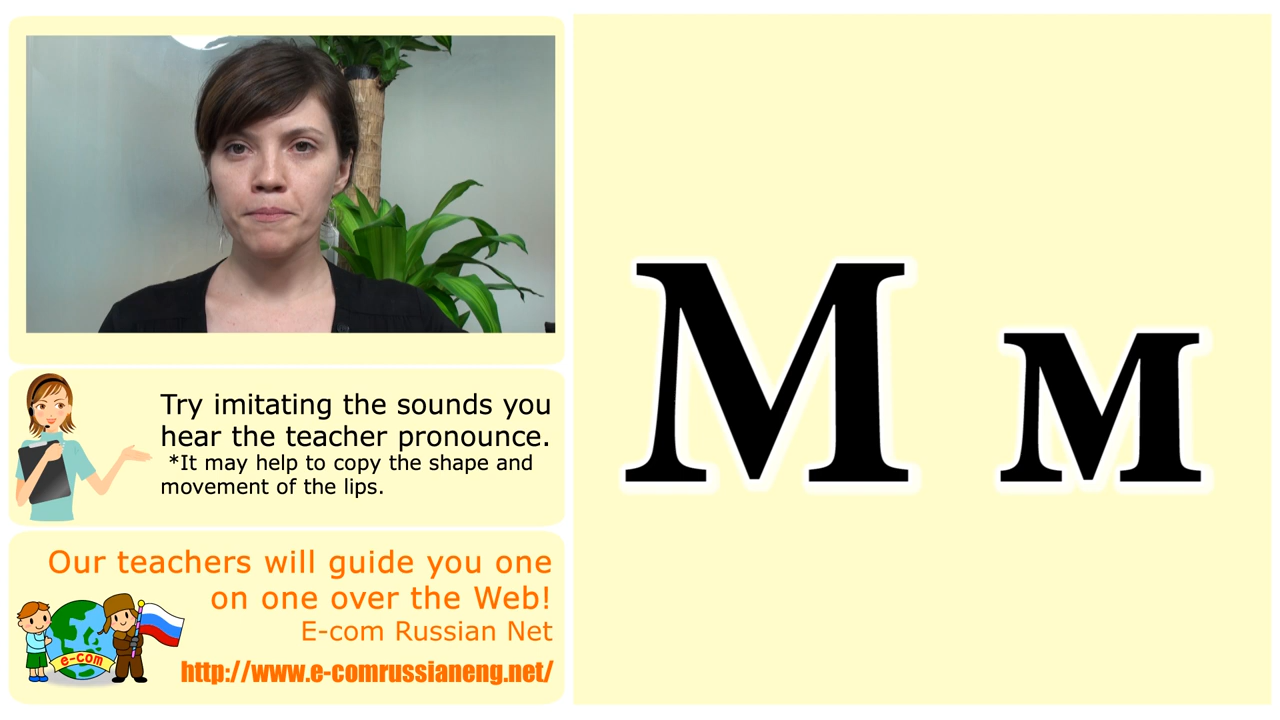 Try imitating the sounds you
hear the teacher pronounce.
*It may help to copy the shape and
movement of the lips.
Our teachers will guide you one
on one over the Web!
E-com Russian Net
e-com
http://www.e-comrussianeng.net/
М м